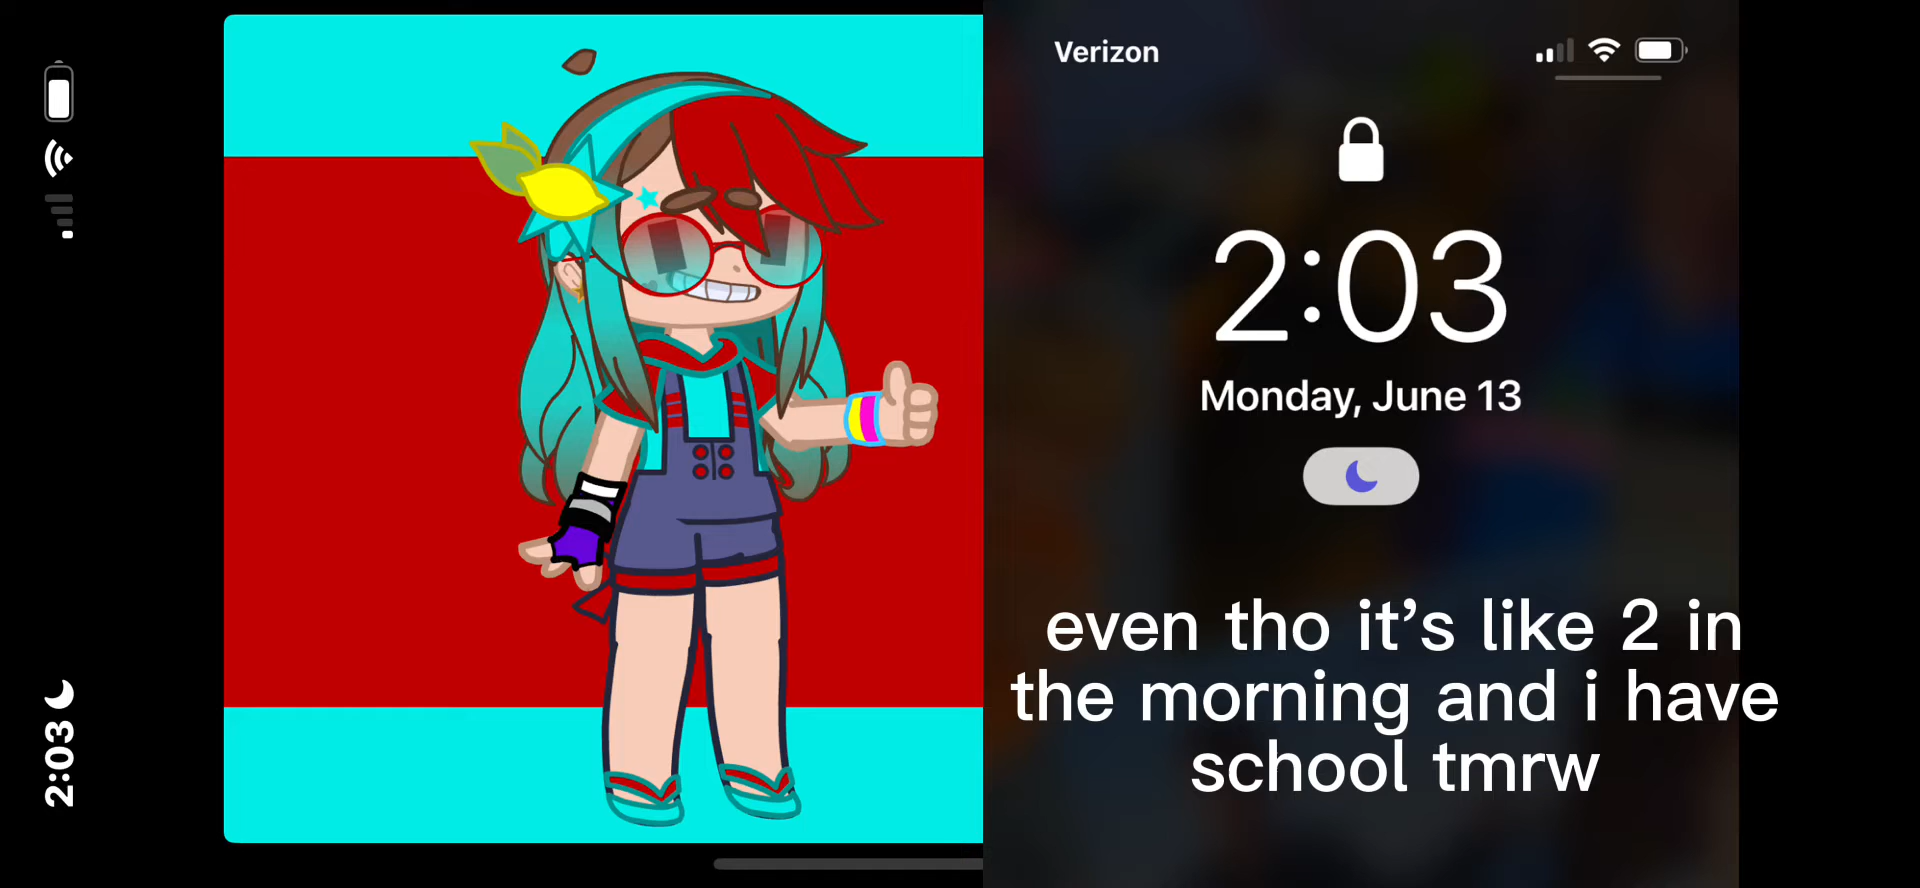 2:03
Verizon
2:03
Monday, June 13
even tho it's like 2 in
the morning and i have
school tmrw